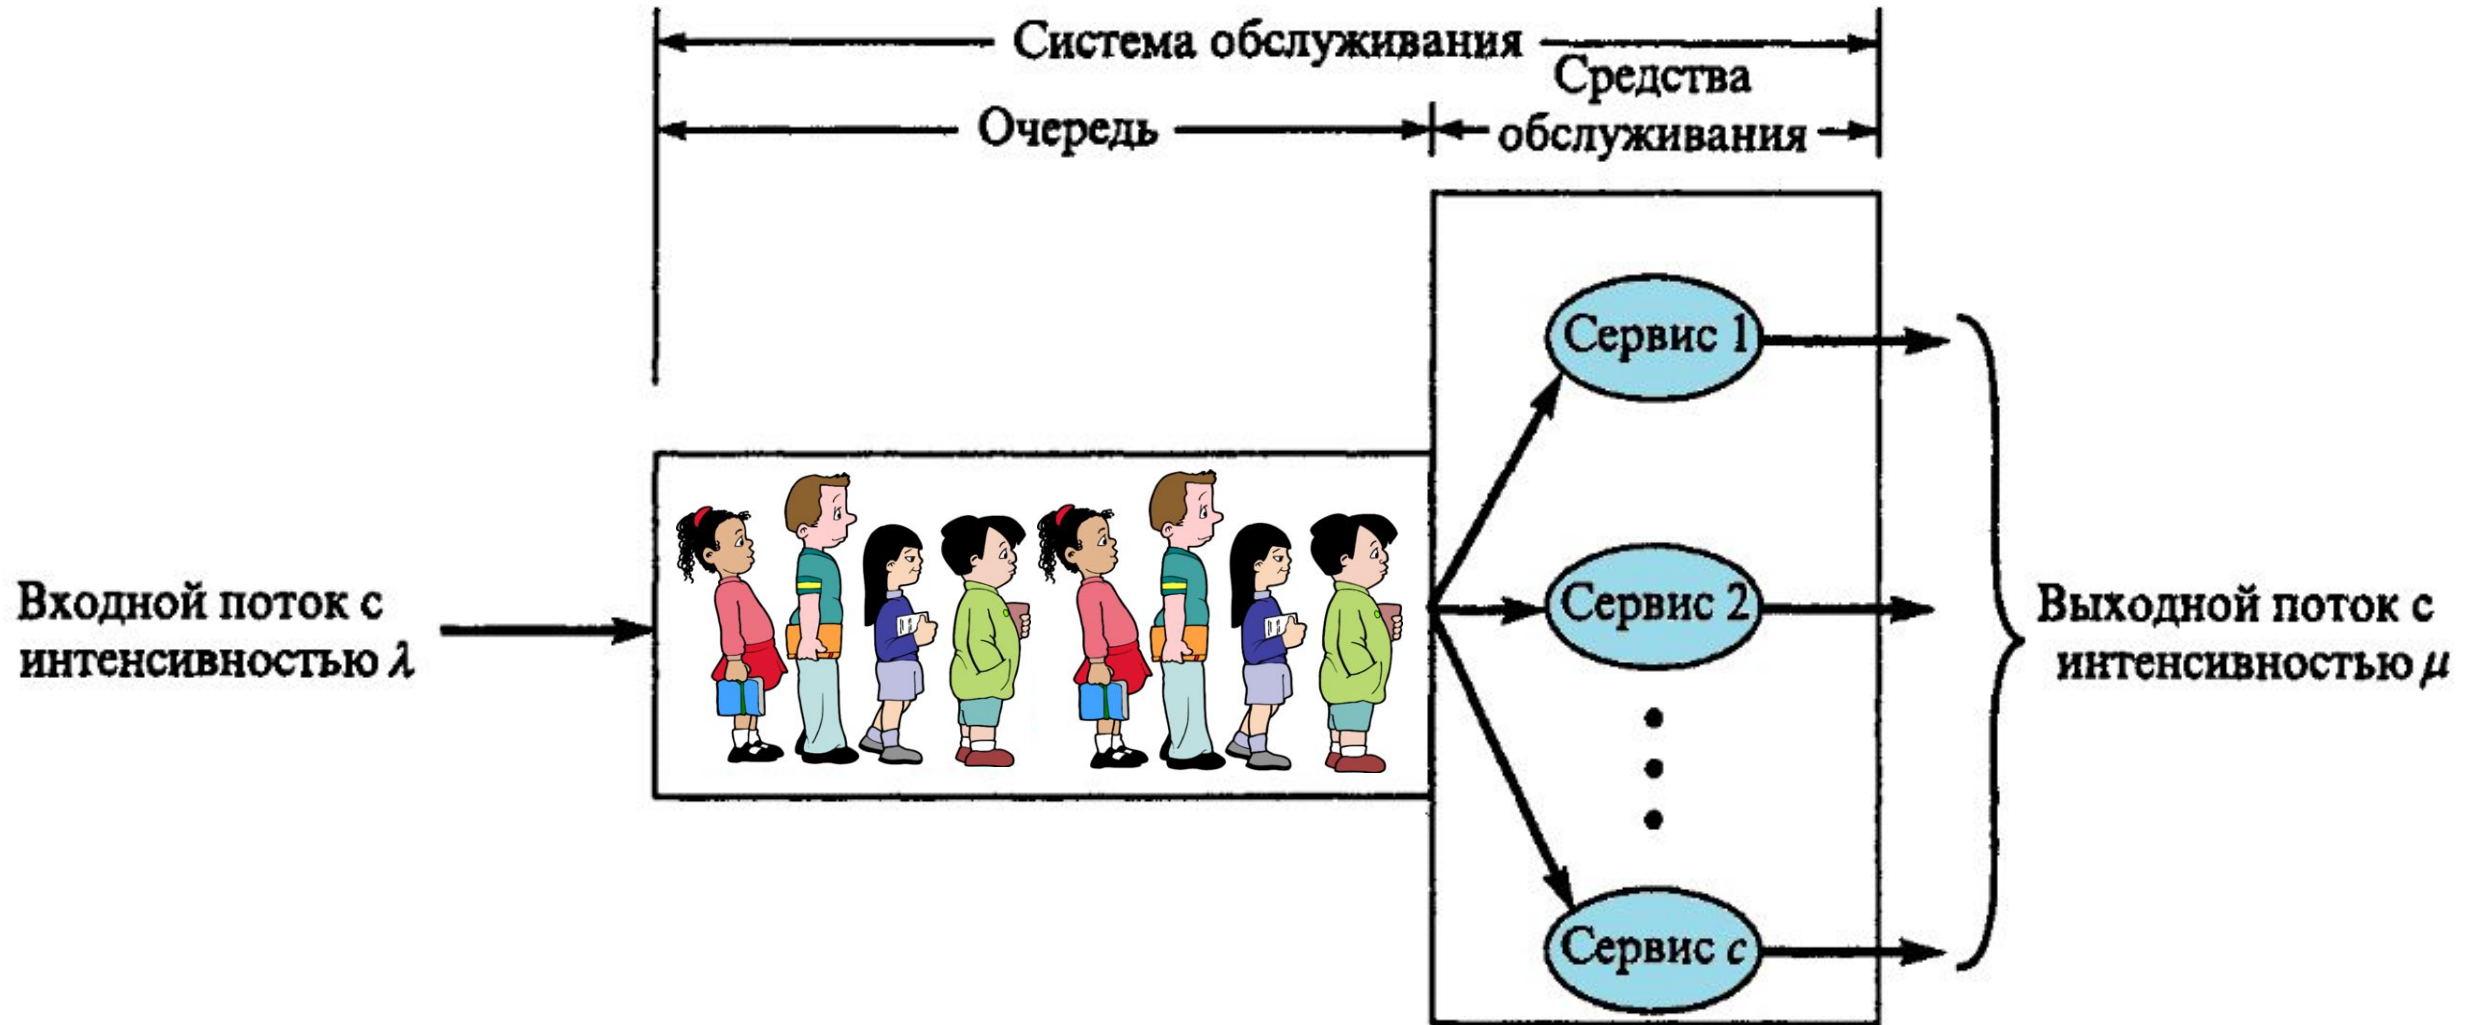 Система обслуживания
Средства
Очередь
обслуживания
Сервис 1
Входной поток с
интенсивностью λ
Сервис 2
Выходной поток с
интенсивностью μ
Сервис c